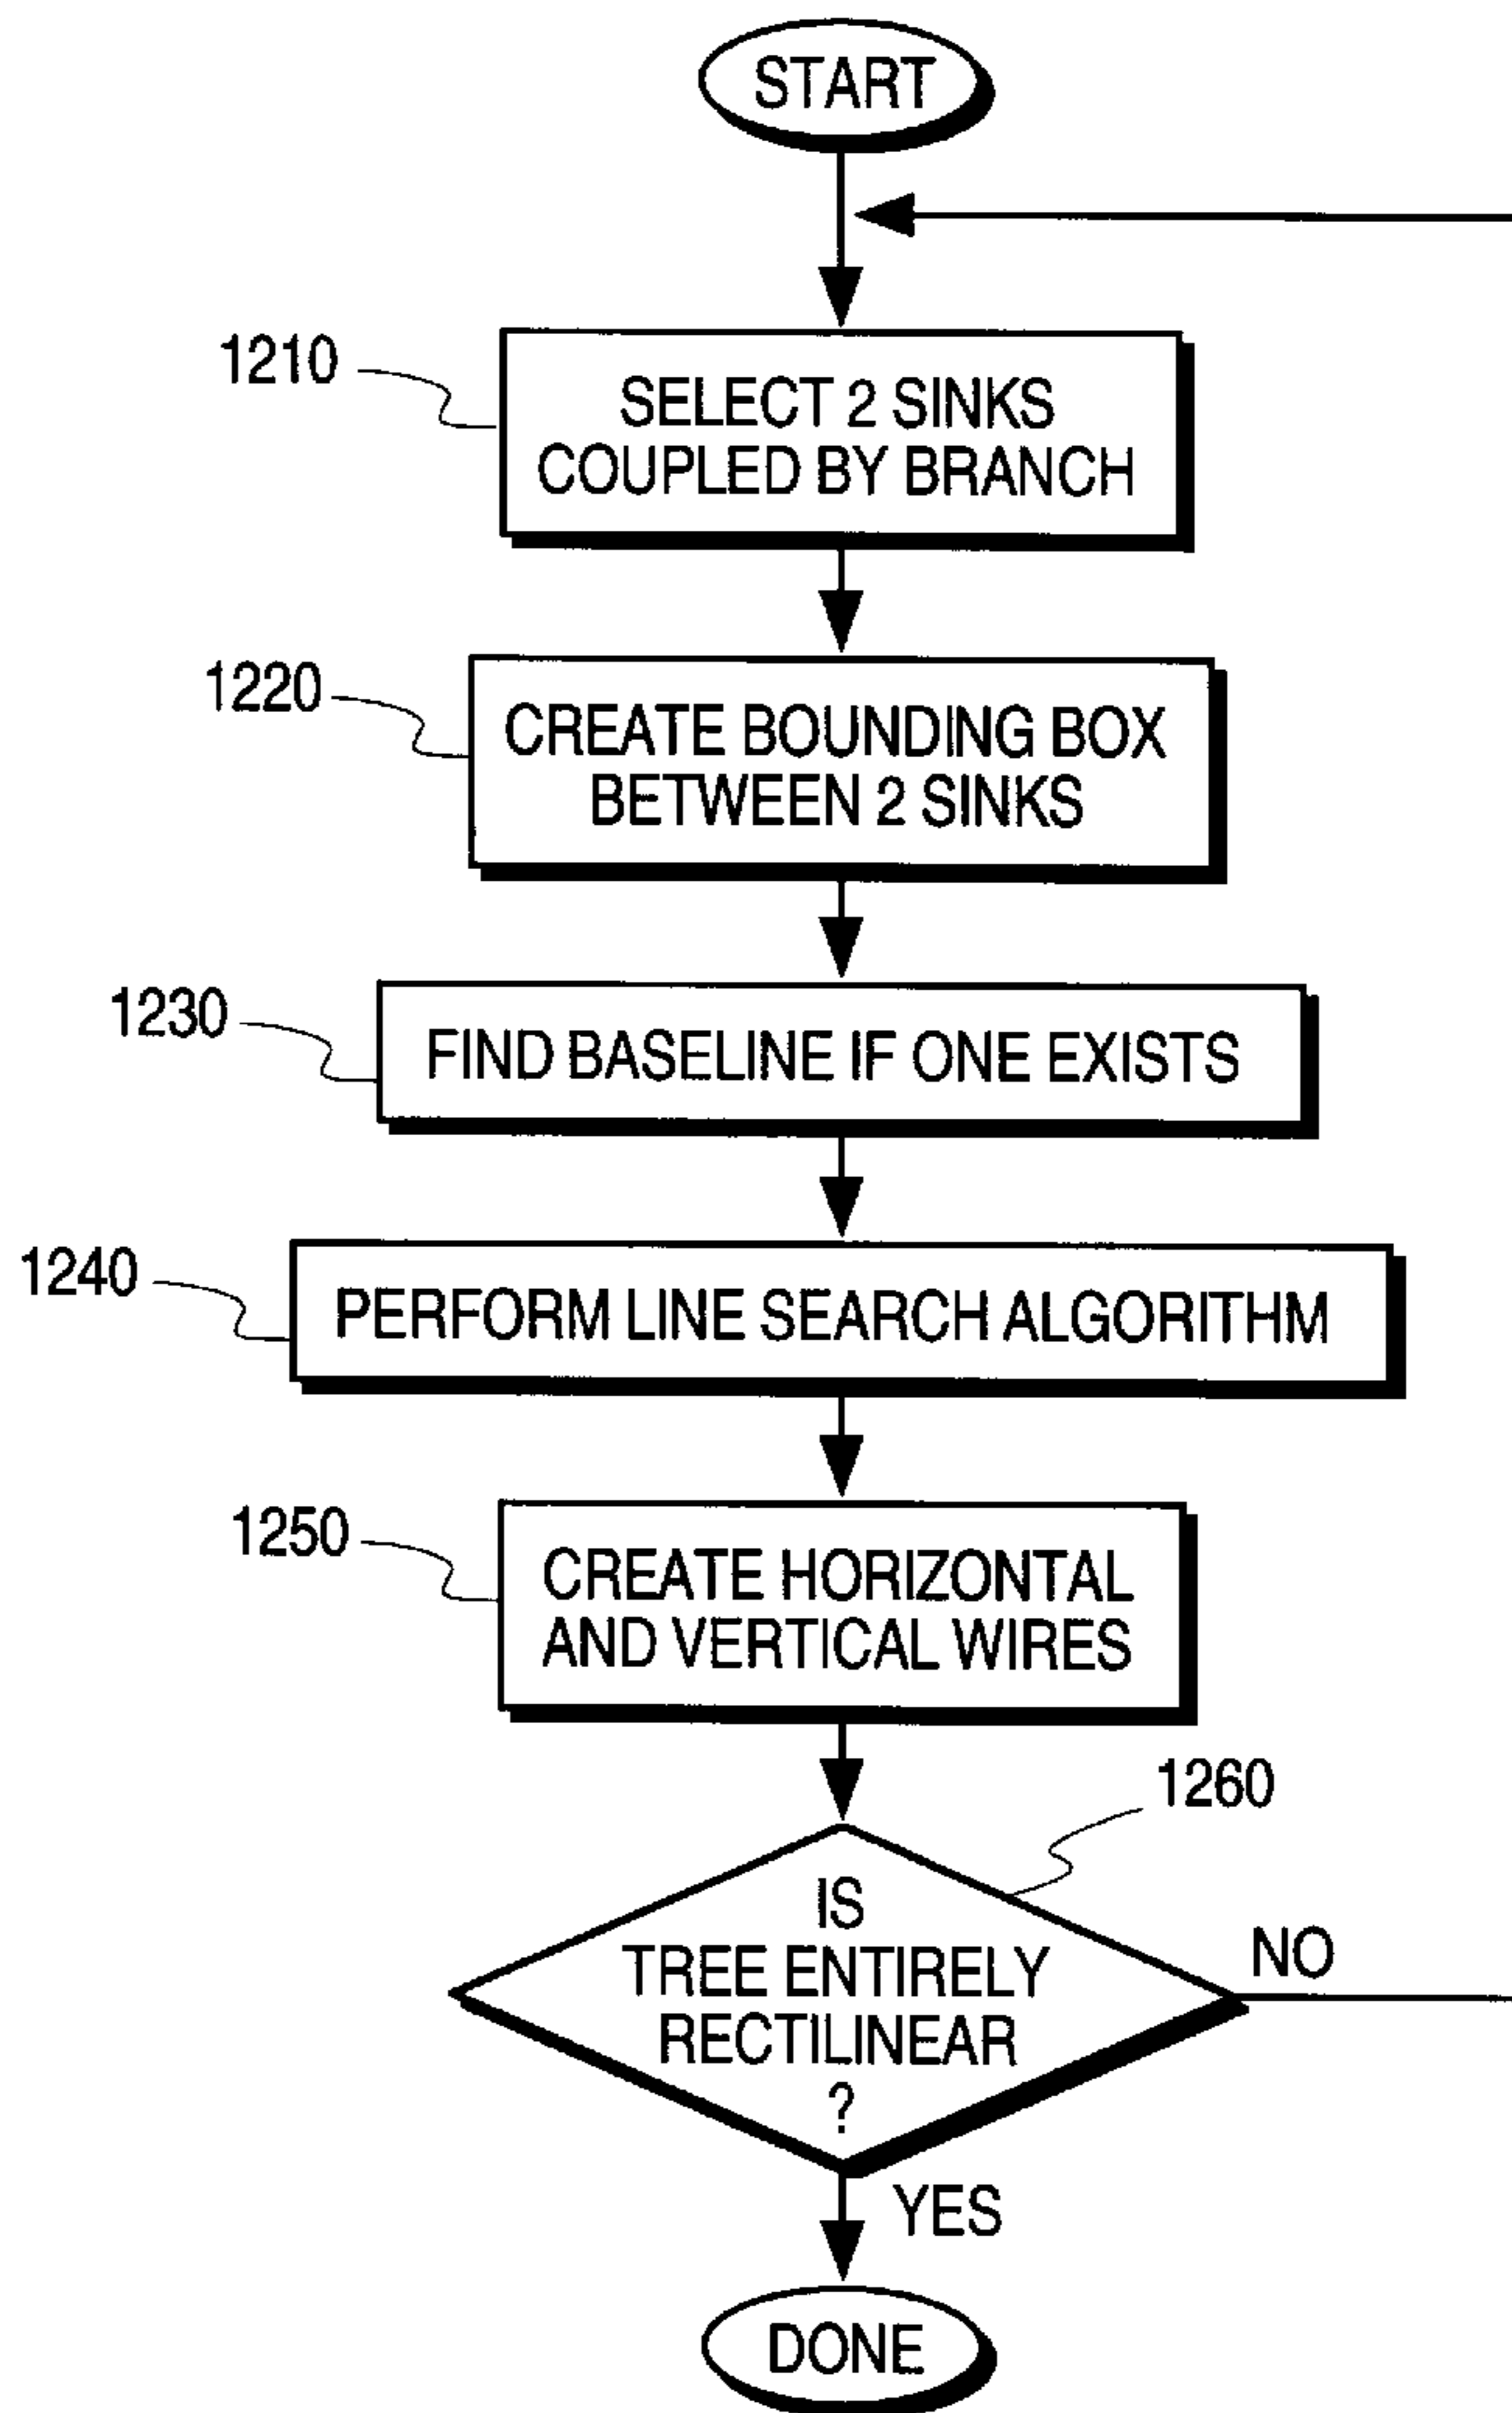 START
1210
SELECT 2 SINKS
COUPLED BY BRANCH
1220
CREATE BOUNDING BOX
BETWEEN 2 SINKS
1230
FIND BASELINE IF ONE EXISTS
1240
PERFORM LINE SEARCH ALGORITHM
1250
CREATE HORIZONTAL
AND VERTICAL WIRES
1260
IS
TREE ENTIRELY
RECTILINEAR
?
NO
YES
DONE